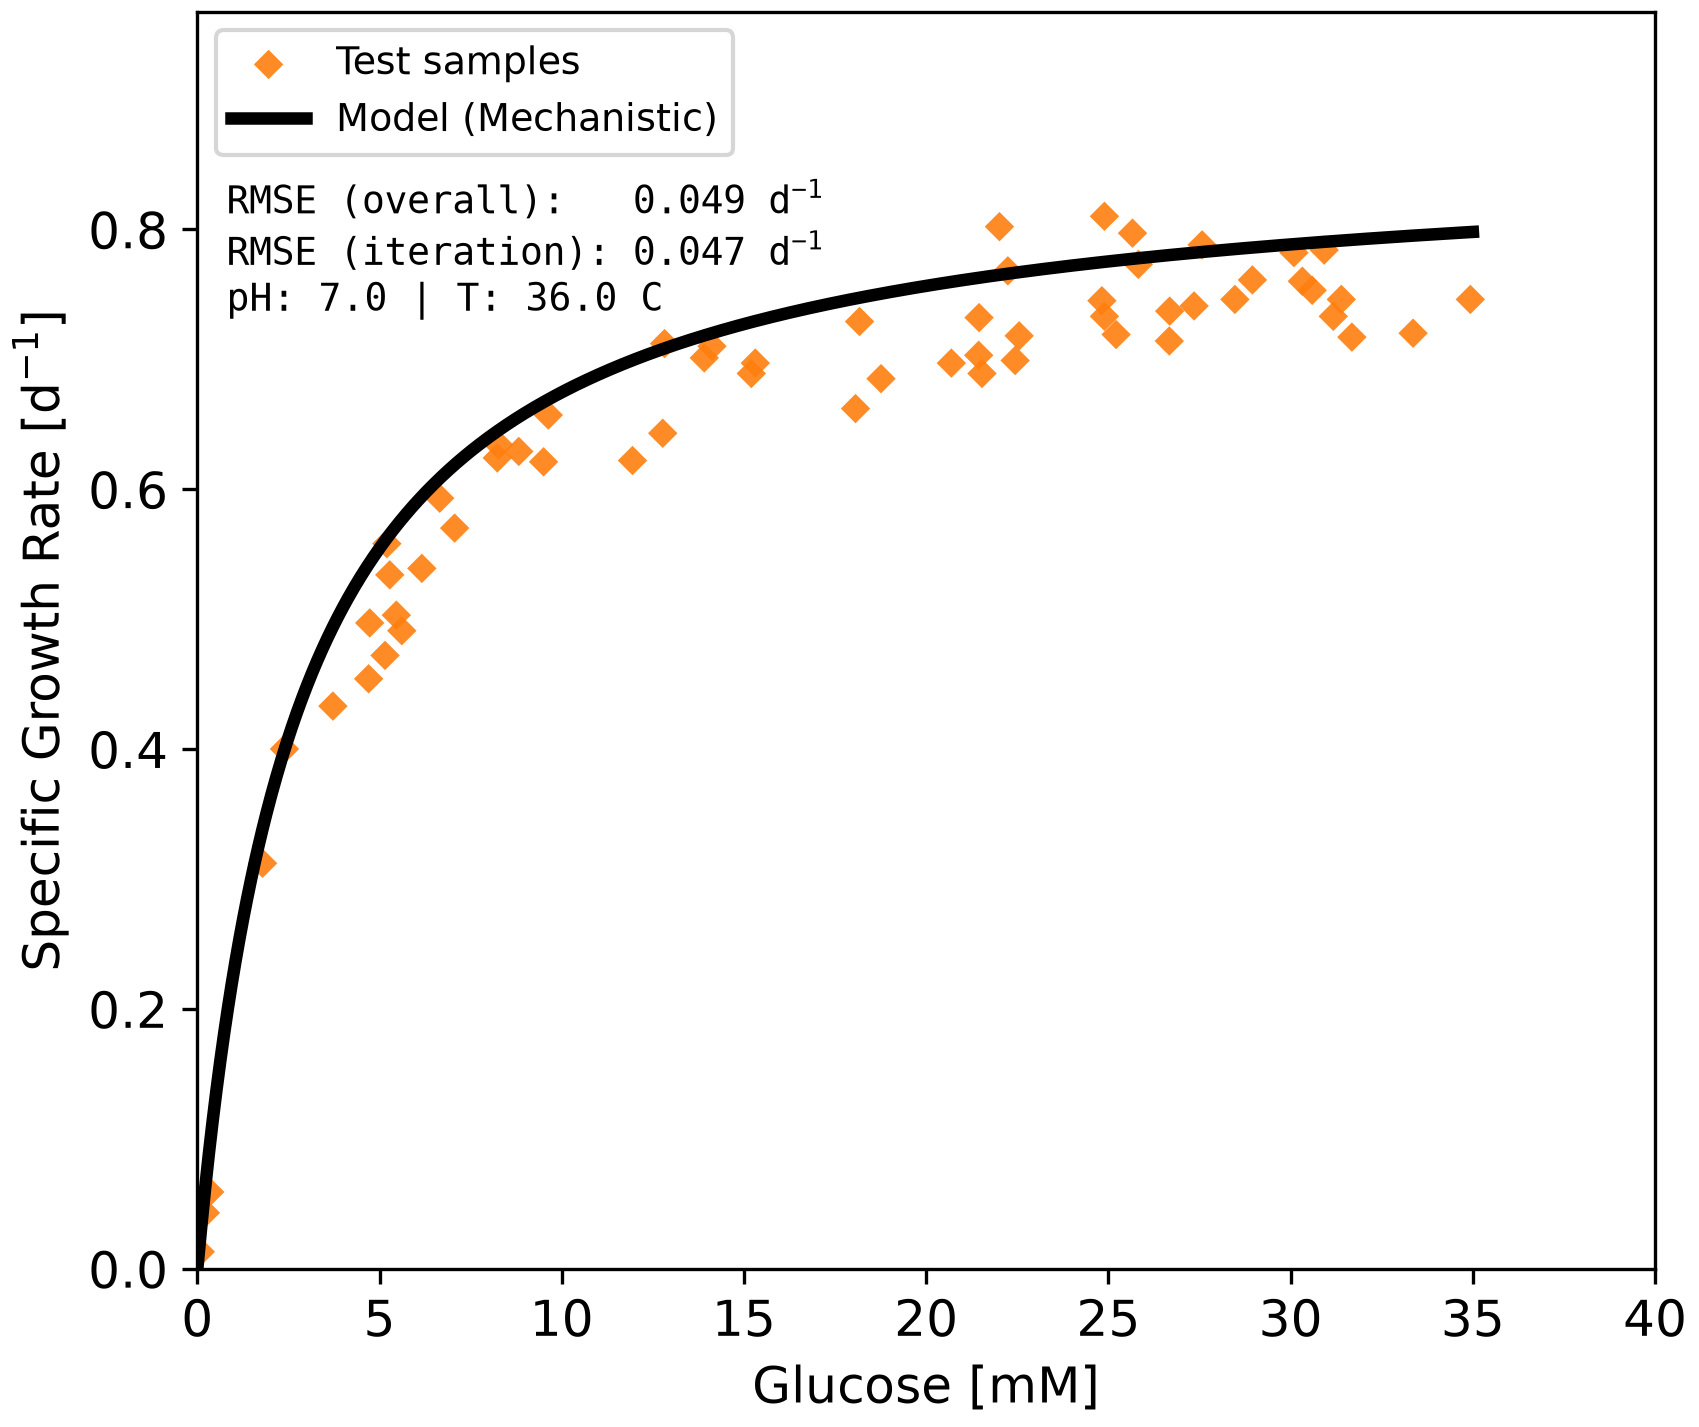 Test samples
Model (Mechanistic)
RMSE (overall): 0.049 d⁻¹
RMSE (iteration): 0.047 d⁻¹
pH: 7.0 | T: 36.0 C
0.8
0.6
0.4
0.2
0.0
Specific Growth Rate [d⁻¹]
0 5 10 15 20 25 30 35 40
Glucose [mM]